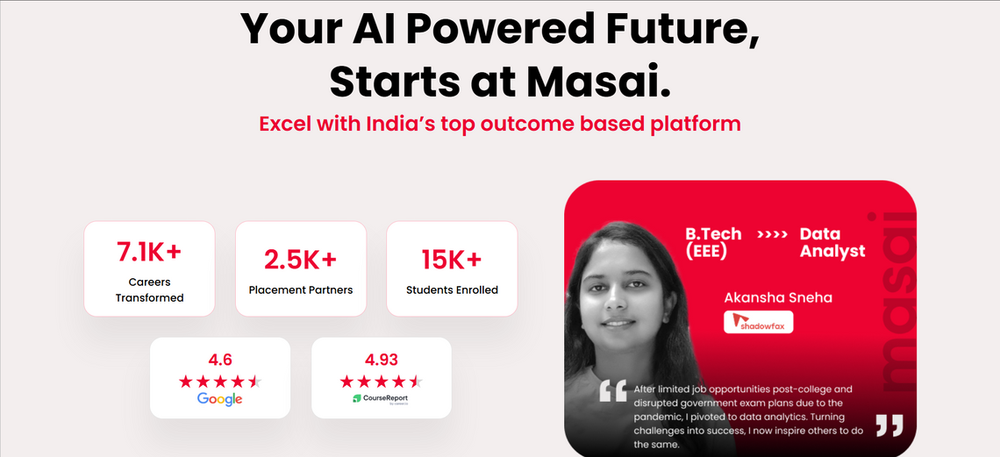 Your AI Powered Future,
Starts at Masai.
Excel with India’s top outcome based platform
7.1K+
Careers
Transformed
2.5K+
Placement Partners
15K+
Students Enrolled
4.6
Google
4.93
CourseReport
B.Tech >>>> Data
(EEE) Analyst
Akansha Sneha
shadowfax
masai
“ After limited job opportunities post-college and
disrupted government exam plans due to the
pandemic, I pivoted to data analytics. Turning
challenges into success, I now inspire others to do
the same. ”